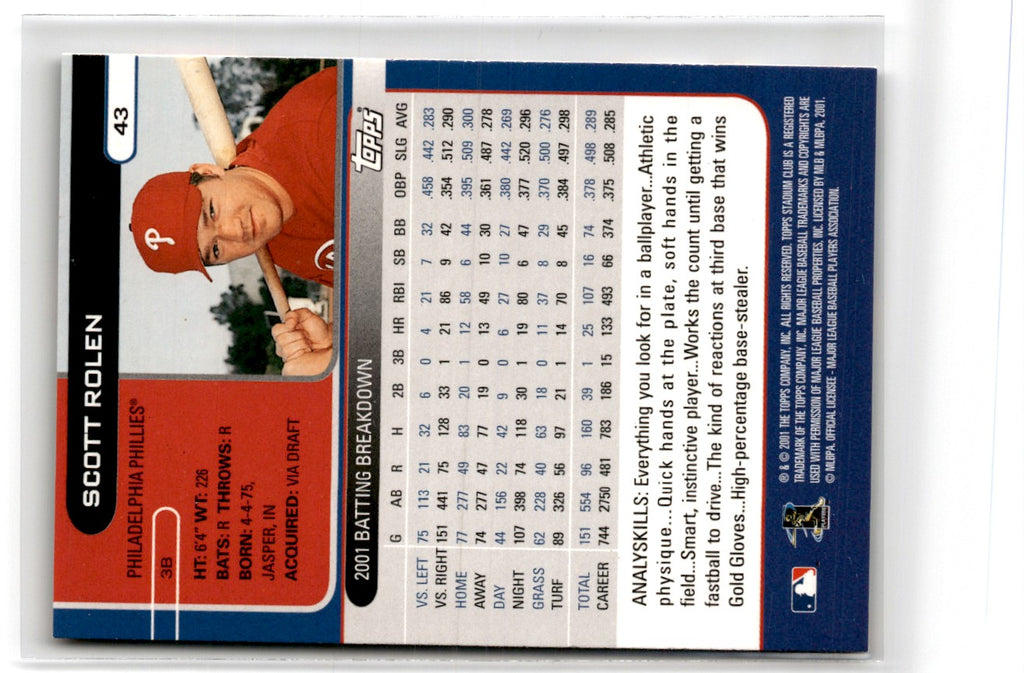 SCOTT ROLEN
43
PHILADELPHIA PHILLIES®
3B
HT: 6'4" WT: 226
BATS: R THROWS: R
BORN: 4-4-75,
JASPER, IN
ACQUIRED: VIA DRAFT
P
2001 BATTING BREAKDOWN
TOPPS®
G AB R H 2B 3B HR RBI SB BB OBP SLG AVG
VS. LEFT 75 113 21 32 6 0 4 21 7 32 .458 .442 .283
VS. RIGHT 151 441 75 128 33 1 21 86 9 42 .354 .512 .290
HOME 77 277 49 83 20 1 12 58 6 44 .395 .509 .300
AWAY 74 277 47 77 19 0 13 49 10 30 .361 .487 .278
DAY 44 156 22 42 9 0 6 27 10 27 .380 .442 .269
NIGHT 107 398 74 118 30 1 19 80 6 47 .377 .520 .296
GRASS 62 228 40 63 18 0 11 37 8 29 .370 .500 .276
TURF 89 326 56 97 21 1 14 70 8 45 .384 .497 .298
TOTAL 151 554 96 160 39 1 25 107 16 74 .378 .498 .289
CAREER 744 2750 481 783 186 15 133 493 66 374 .375 .508 .285
ANALYSKILLS: Everything you look for in a ballplayer...Athletic
physique...Quick hands at the plate, soft hands in the
field...Smart, instinctive player...Works the count until getting a
fastball to drive...The kind of reactions at third base that wins
Gold Gloves...High-percentage base-stealer.
® & © 2001 THE TOPPS COMPANY, INC. ALL RIGHTS RESERVED. TOPPS STADIUM CLUB IS A REGISTERED
TRADEMARK OF THE TOPPS COMPANY, INC. MAJOR LEAGUE BASEBALL TRADEMARKS AND COPYRIGHTS ARE
USED WITH PERMISSION OF MAJOR LEAGUE BASEBALL PROPERTIES, INC. LICENSED BY MLB & MLBPA, 2001.
© MLBPA. OFFICIAL LICENSEE - MAJOR LEAGUE BASEBALL PLAYERS ASSOCIATION.